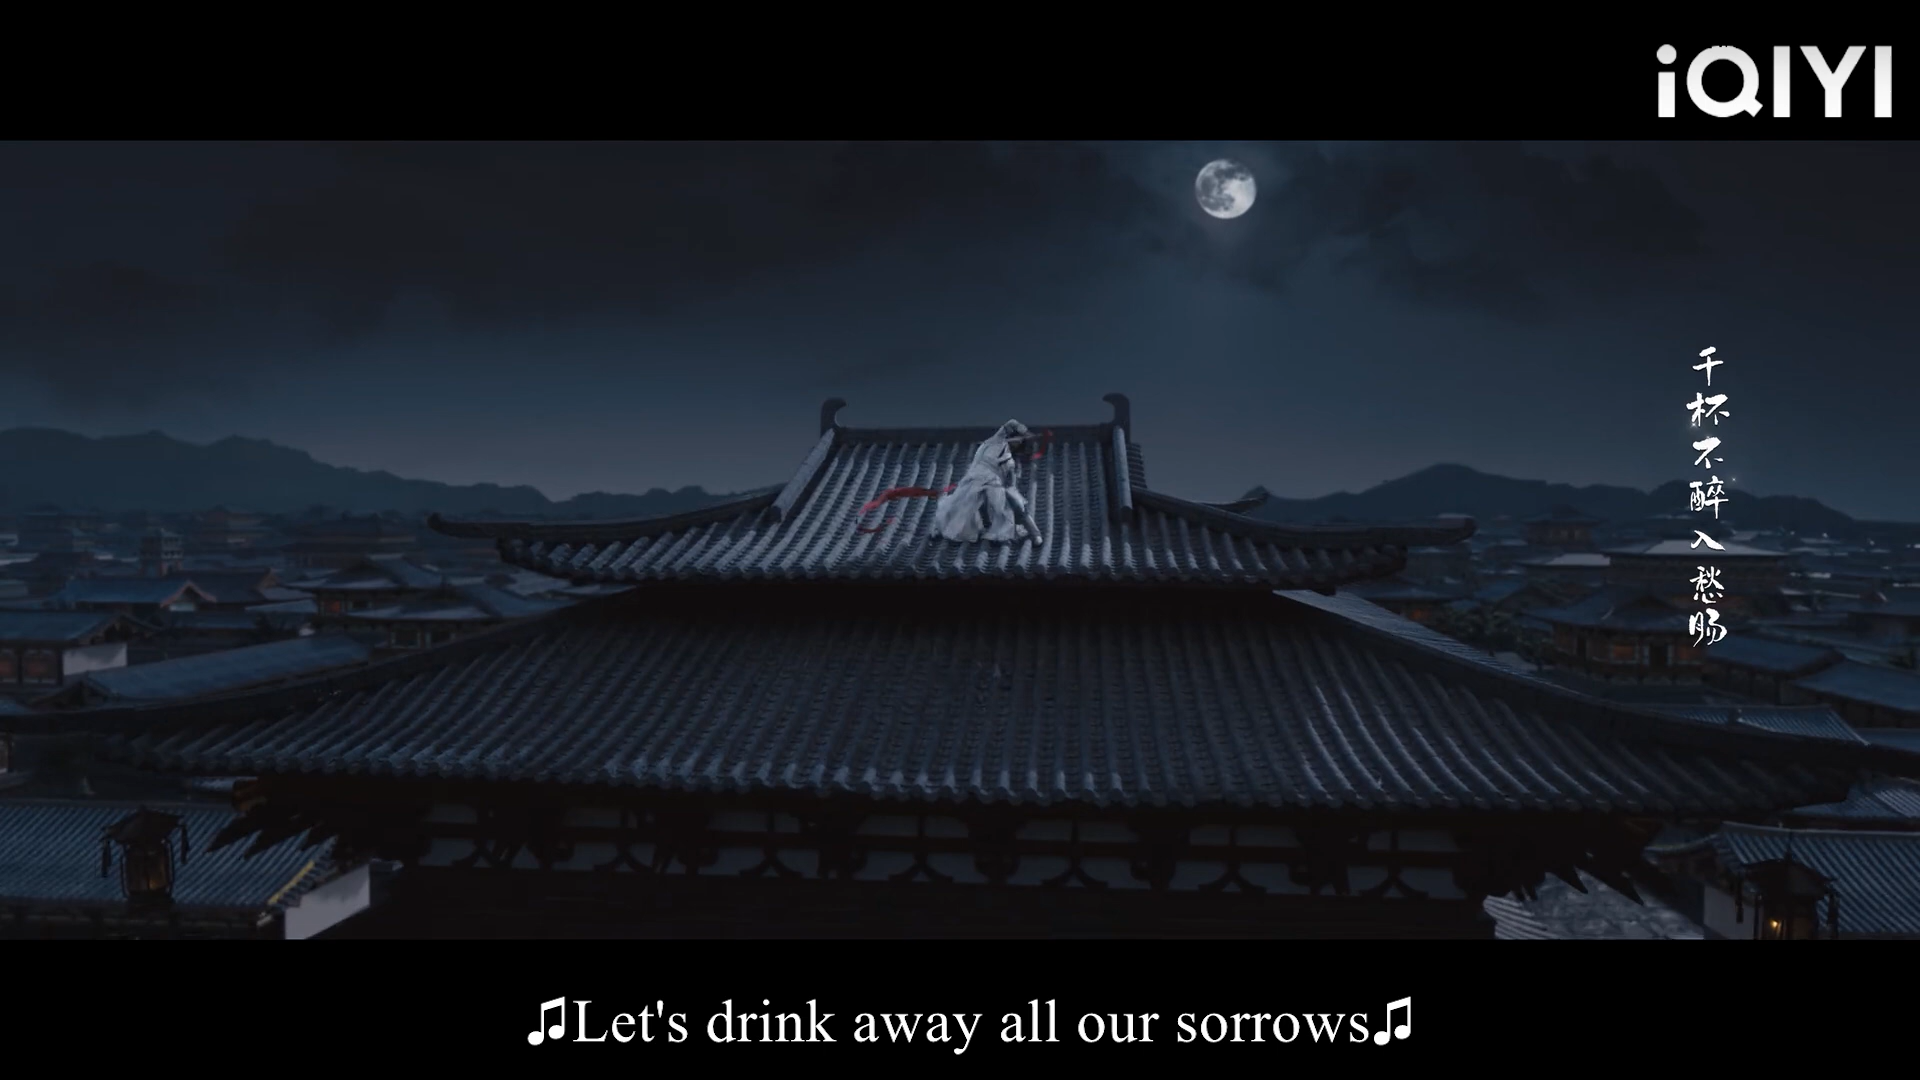 iQIYI
千杯不醉入愁肠
♫Let's drink away all our sorrows♫